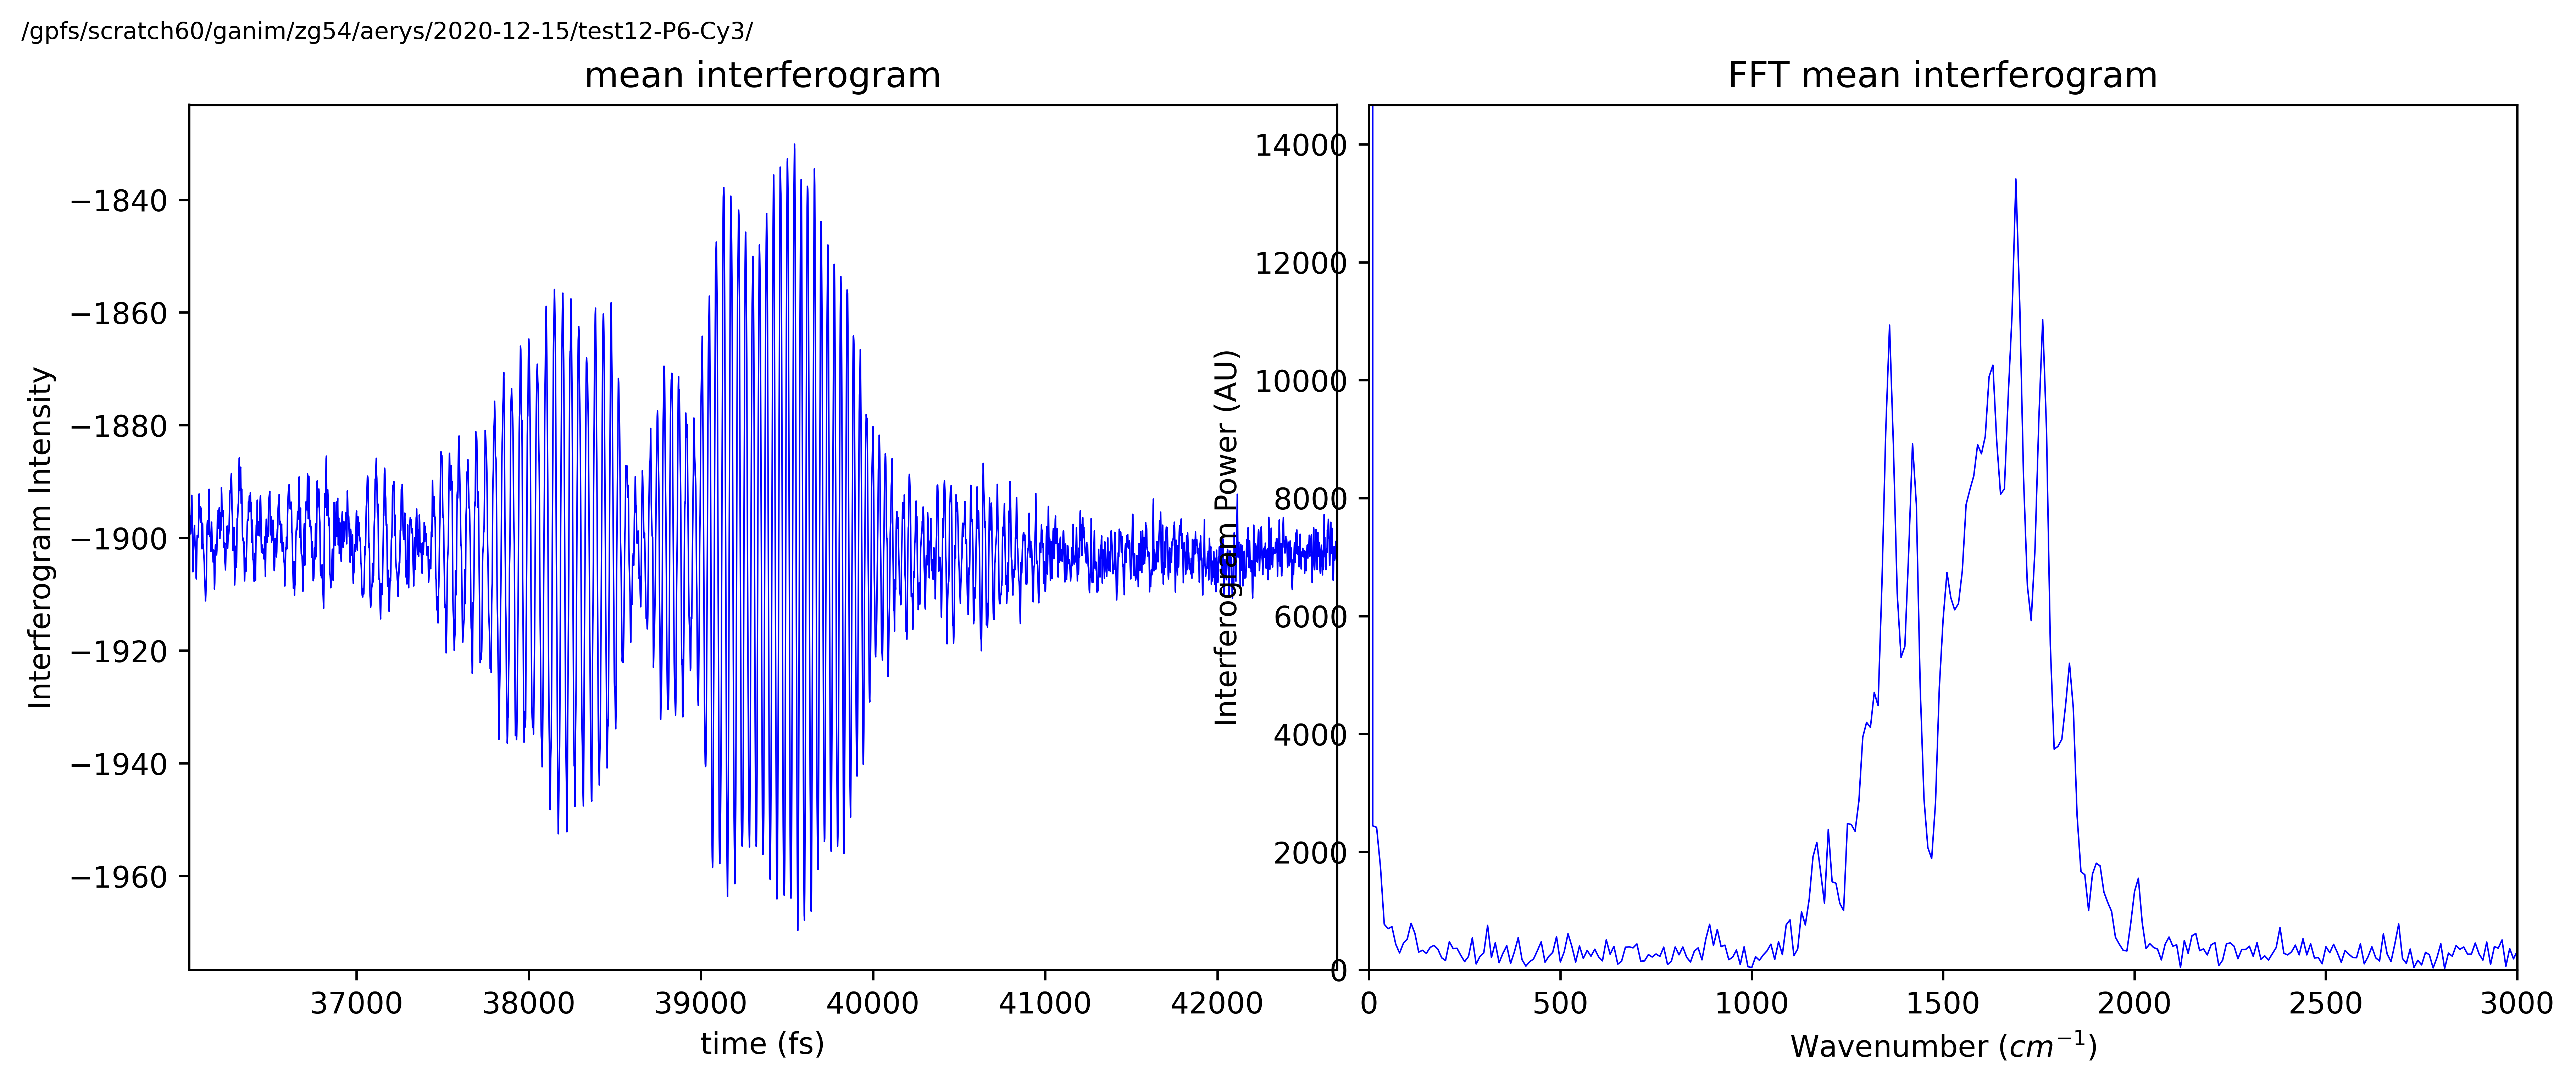 /gpfs/scratch60/ganim/zg54/aerys/2020-12-15/test12-P6-Cy3/
mean interferogram
Interferogram Intensity
−1840
−1860
−1880
−1900
−1920
−1940
−1960
37000 38000 39000 40000 41000 42000
time (fs)
FFT mean interferogram
Interferogram Power (AU)
14000
12000
10000
8000
6000
4000
2000
0
0 500 1000 1500 2000 2500 3000
Wavenumber (cm⁻¹)